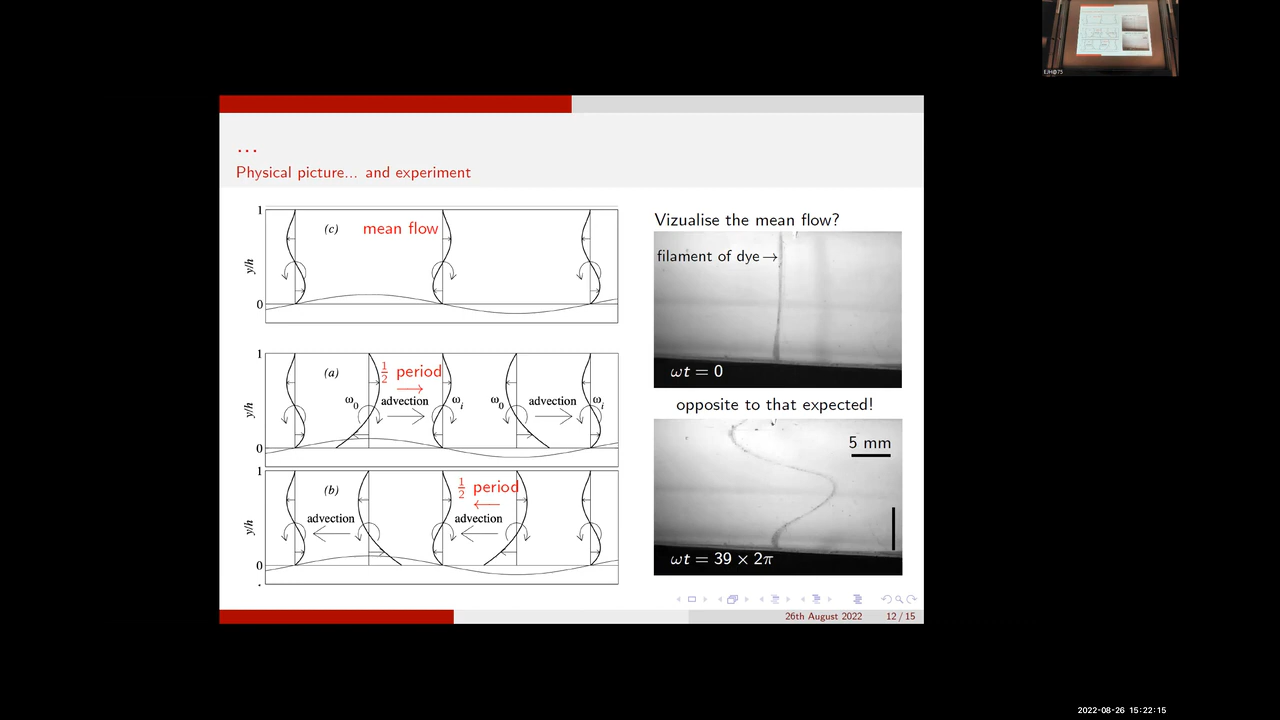 EJH@75
...
Physical picture... and experiment
1
(c)
mean flow
y/h
0
1
(a)
1/2 period
ω0
advection
ωi
ω0
advection
ωi
y/h
0
1
(b)
1/2 period
advection
advection
y/h
0
Vizualise the mean flow?
filament of dye→
ωt = 0
opposite to that expected!
5 mm
ωt = 39 × 2π
26th August 2022
12 / 15
2022-08-26 15:22:15